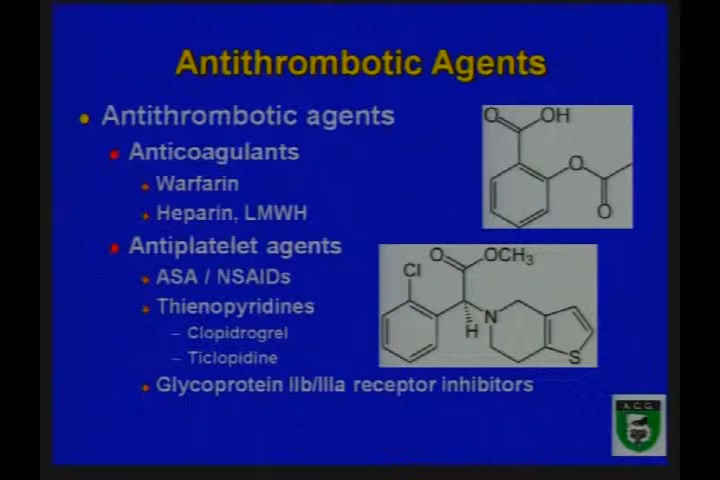 Antithrombotic Agents
Antithrombotic agents
Anticoagulants
Warfarin
Heparin, LMWH
Antiplatelet agents
ASA / NSAIDs
Thienopyridines
– Clopidrogrel
– Ticlopidine
Glycoprotein IIb/IIIa receptor inhibitors
O
OH
O
O
O
OCH3
Cl
N
H
S
A.C.G.